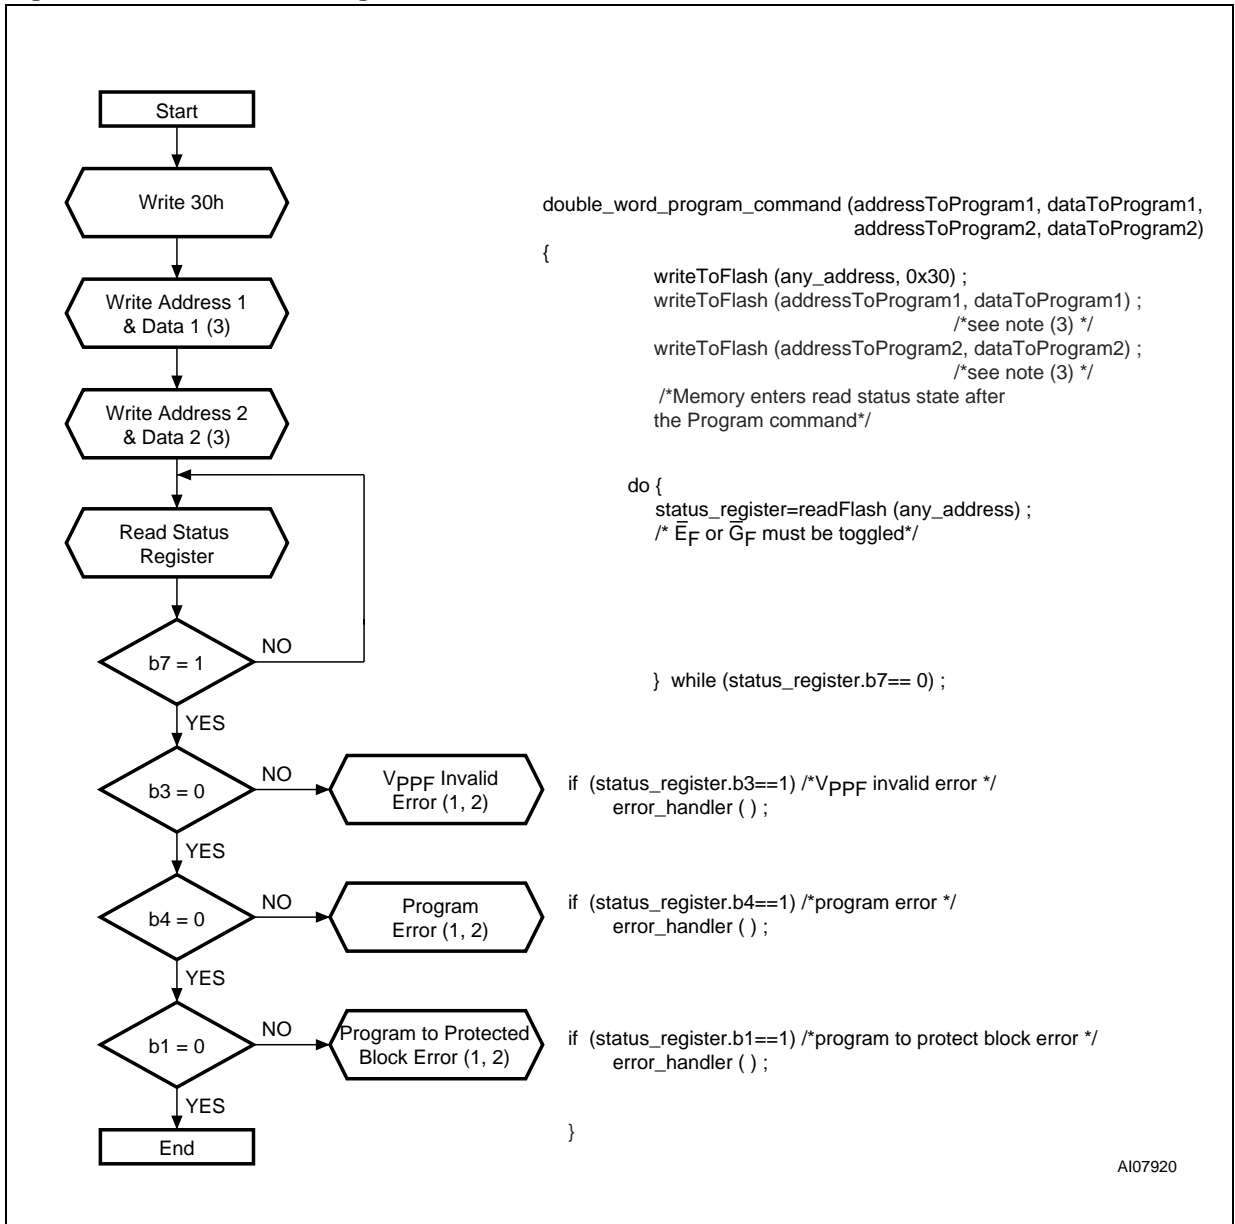 Start
Write 30h
Write Address 1
& Data 1 (3)
Write Address 2
& Data 2 (3)
Read Status
Register
b7 = 1
NO
YES
b3 = 0
NO
VPPF Invalid
Error (1, 2)
YES
b4 = 0
NO
Program
Error (1, 2)
YES
b1 = 0
NO
Program to Protected
Block Error (1, 2)
YES
End
double_word_program_command (addressToProgram1, dataToProgram1,
addressToProgram2, dataToProgram2)
{
writeToFlash (any_address, 0x30) ;
writeToFlash (addressToProgram1, dataToProgram1) ;
/*see note (3) */
writeToFlash (addressToProgram2, dataToProgram2) ;
/*see note (3) */
/*Memory enters read status state after
the Program command*/
do {
status_register=readFlash (any_address) ;
/* E̅F or G̅F must be toggled*/
} while (status_register.b7== 0) ;
if (status_register.b3==1) /*VPPF invalid error */
error_handler ( ) ;
if (status_register.b4==1) /*program error */
error_handler ( ) ;
if (status_register.b1==1) /*program to protect block error */
error_handler ( ) ;
}
AI07920